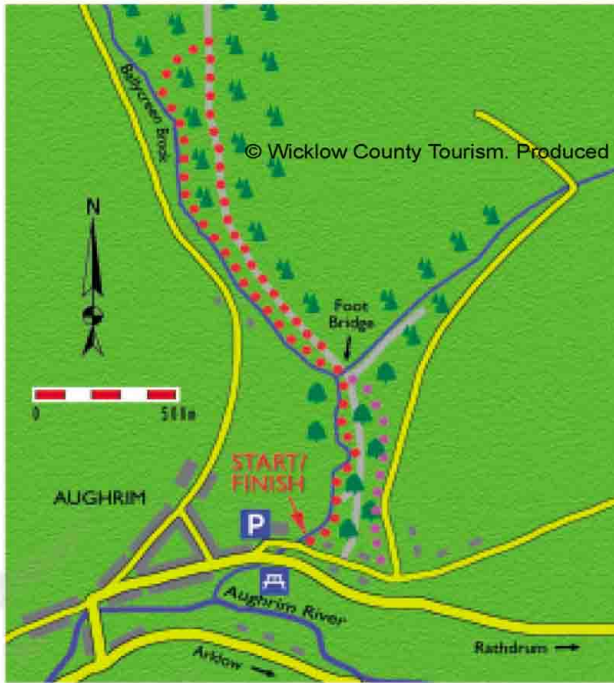 Ballycreen Brook
© Wicklow County Tourism. Produced
N
Foot
Bridge
0 500m
START/
FINISH
AUGHRIM
P
Aughrim River
Rathdrum
Arklow